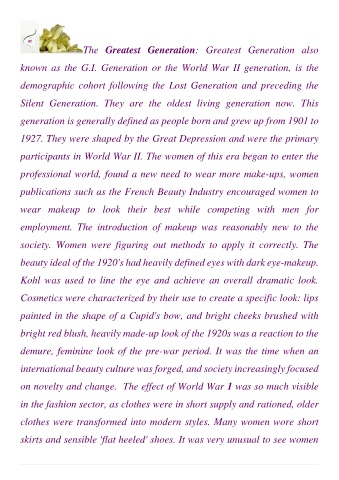 The Greatest Generation: Greatest Generation also
known as the G.I. Generation or the World War II generation, is the
demographic cohort following the Lost Generation and preceding the
Silent Generation. They are the oldest living generation now. This
generation is generally defined as people born and grew up from 1901 to
1927. They were shaped by the Great Depression and were the primary
participants in World War II. The women of this era began to enter the
professional world, found a new need to wear more make-ups, women
publications such as the French Beauty Industry encouraged women to
wear makeup to look their best while competing with men for
employment. The introduction of makeup was reasonably new to the
society. Women were figuring out methods to apply it correctly. The
beauty ideal of the 1920's had heavily defined eyes with dark eye-makeup.
Kohl was used to line the eye and achieve an overall dramatic look.
Cosmetics were characterized by their use to create a specific look: lips
painted in the shape of a Cupid's bow, and bright cheeks brushed with
bright red blush, heavily made-up look of the 1920s was a reaction to the
demure, feminine look of the pre-war period. It was the time when an
international beauty culture was forged, and society increasingly focused
on novelty and change. The effect of World War I was so much visible
in the fashion sector, as clothes were in short supply and rationed, older
clothes were transformed into modern styles. Many women wore short
skirts and sensible 'flat heeled' shoes. It was very unusual to see women